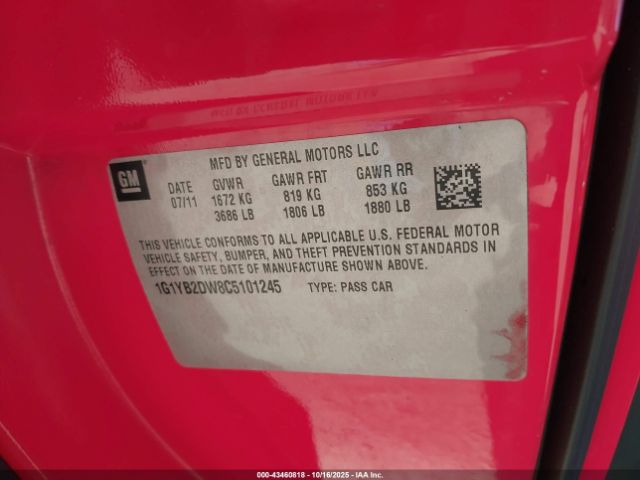 MFD BY GENERAL MOTORS LLC
GM
DATE GVWR GAWR FRT GAWR RR
07/11 1672 KG 819 KG 853 KG
3686 LB 1806 LB 1880 LB
THIS VEHICLE CONFORMS TO ALL APPLICABLE U.S. FEDERAL MOTOR
VEHICLE SAFETY, BUMPER, AND THEFT PREVENTION STANDARDS IN
EFFECT ON THE DATE OF MANUFACTURE SHOWN ABOVE.
1G1YB2DW8C5101245 TYPE: PASS CAR
000-43460818 - 10/16/2025 - IAA Inc.